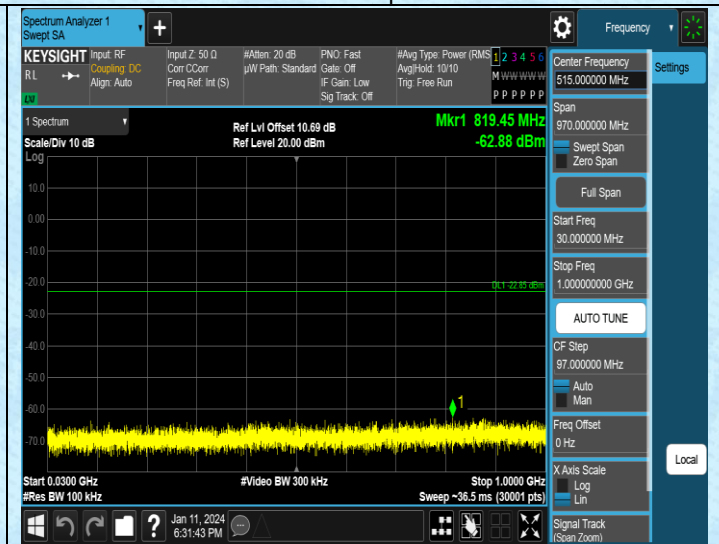 Spectrum Analyzer 1
Swept SA
+
Frequency
KEYSIGHT
RL
LXI
Input: RF
Coupling: DC
Align: Auto
Input Z: 50 Ω
Corr CCorr
Freq Ref: Int (S)
#Atten: 20 dB
µW Path: Standard
PNO: Fast
Gate: Off
IF Gain: Low
Sig Track: Off
#Avg Type: Power (RMS
Avg|Hold: 10/10
Trig: Free Run
1 2 3 4 5 6
M W W W W W
P P P P P P
1 Spectrum
Scale/Div 10 dB
Ref Lvl Offset 10.69 dB
Ref Level 20.00 dBm
Mkr1 819.45 MHz
-62.88 dBm
Log
10.0
0.00
-10.0
-20.0
-30.0
-40.0
-50.0
-60.0
-70.0
DL1 -22.85 dBm
1
Start 0.0300 GHz
#Res BW 100 kHz
#Video BW 300 kHz
Stop 1.0000 GHz
Sweep ~36.5 ms (30001 pts)
?
Jan 11, 2024
6:31:43 PM
Center Frequency
515.000000 MHz
Settings
Span
970.000000 MHz
Swept Span
Zero Span
Full Span
Start Freq
30.000000 MHz
Stop Freq
1.000000000 GHz
AUTO TUNE
CF Step
97.000000 MHz
Auto
Man
Freq Offset
0 Hz
X Axis Scale
Log
Lin
Signal Track
(Span Zoom)
Local